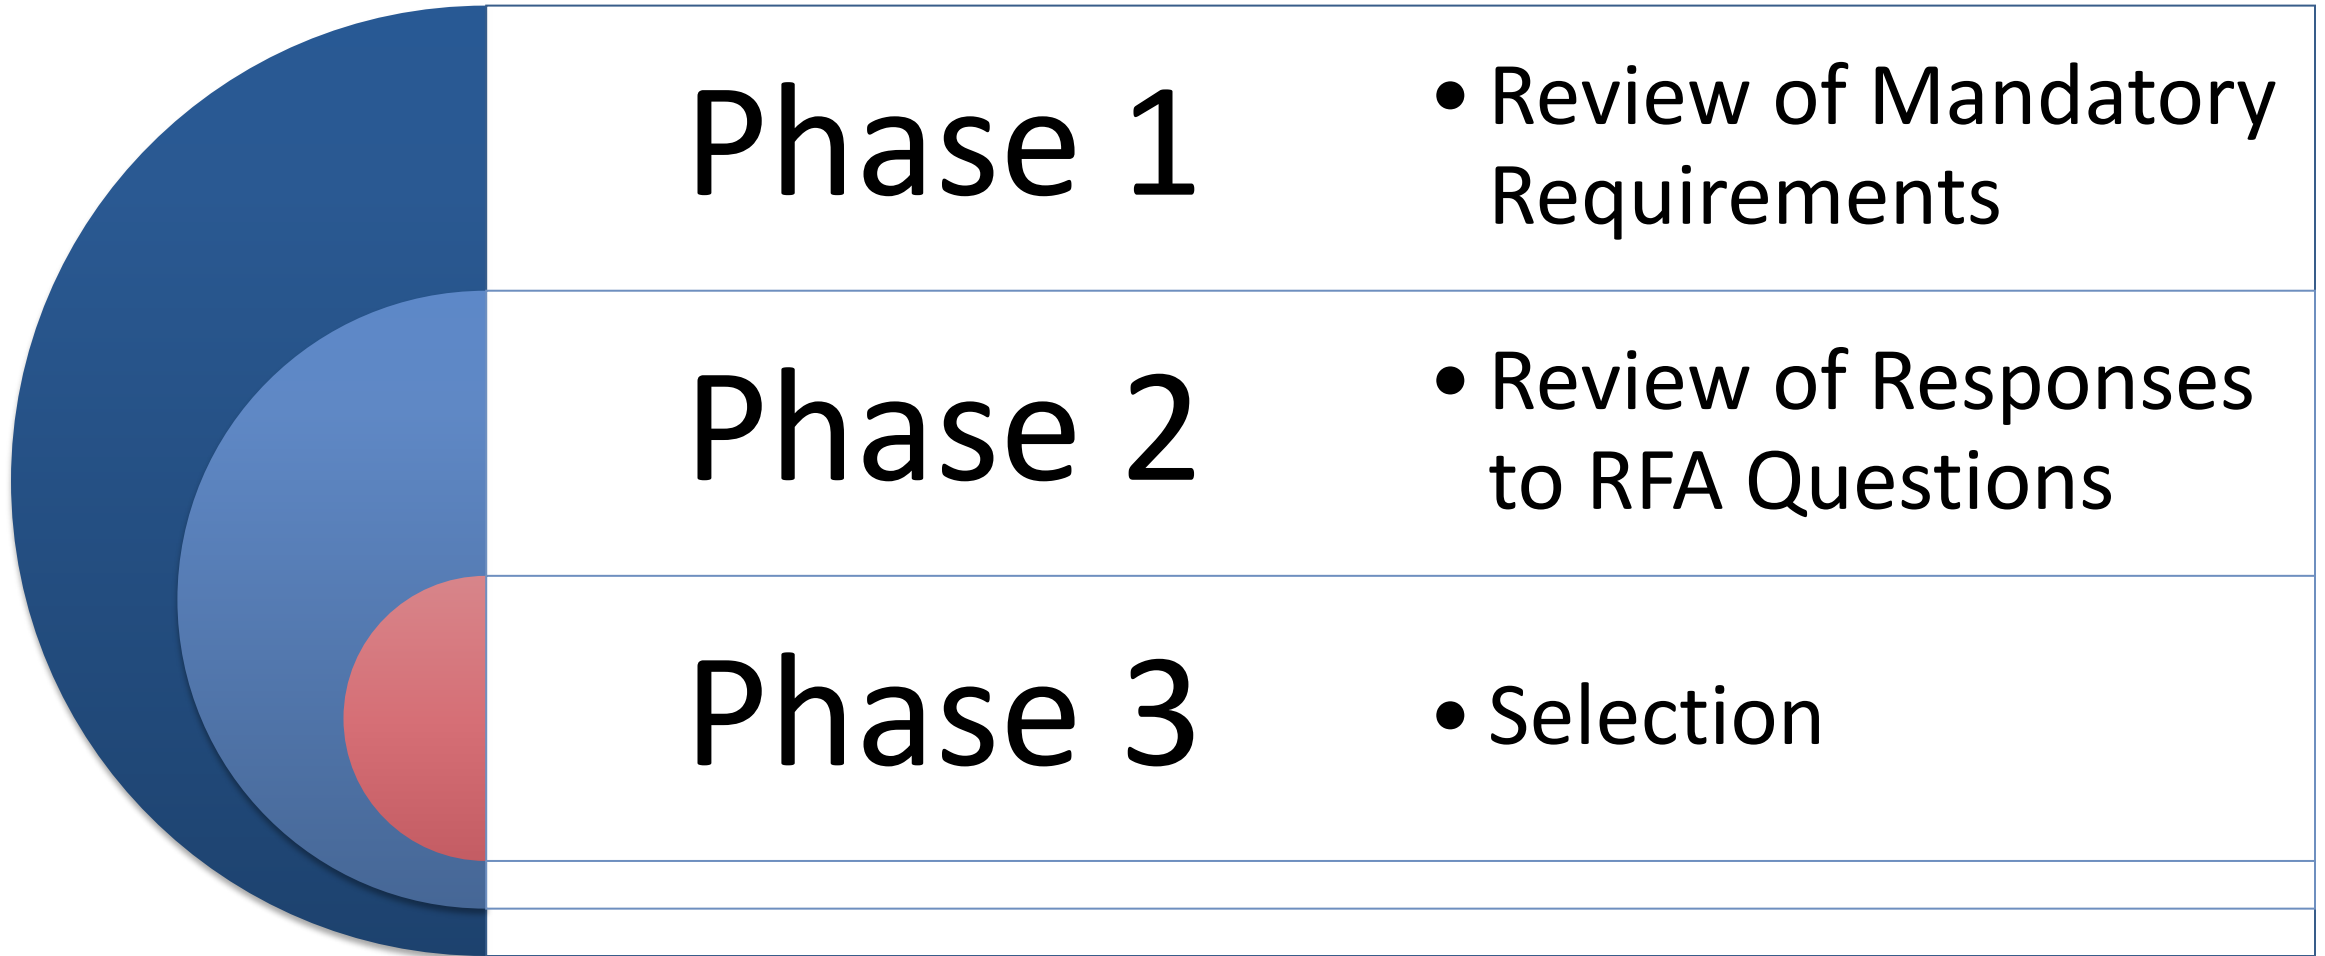 Phase 1
• Review of Mandatory
Requirements
Phase 2
• Review of Responses
to RFA Questions
Phase 3
• Selection